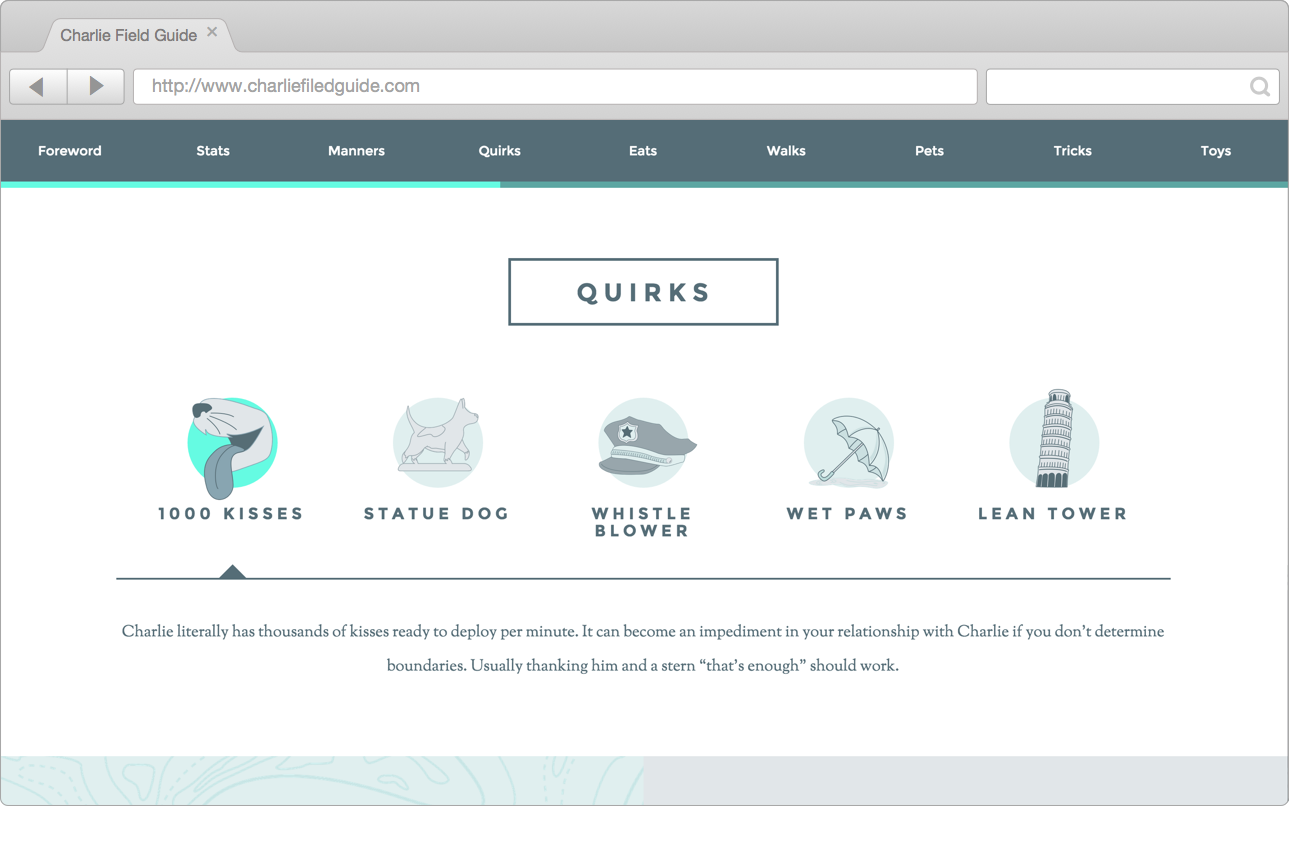 Charlie Field Guide
http://www.charliefiledguide.com
Foreword Stats Manners Quirks Eats Walks Pets Tricks Toys
QUIRKS
1000 KISSES STATUE DOG WHISTLE BLOWER WET PAWS LEAN TOWER
Charlie literally has thousands of kisses ready to deploy per minute. It can become an impediment in your relationship with Charlie if you don't determine
boundaries. Usually thanking him and a stern “that's enough” should work.